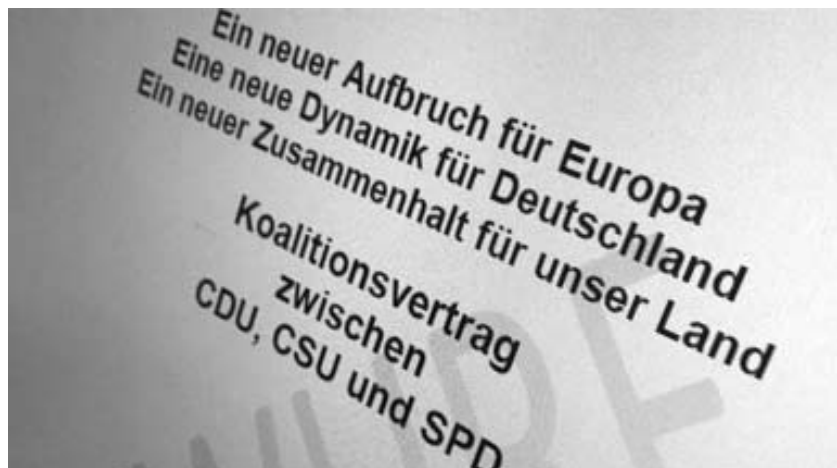 Ein neuer Aufbruch für Europa
Eine neue Dynamik für Deutschland
Ein neuer Zusammenhalt für unser Land
Koalitionsvertrag
zwischen
CDU, CSU und SPD
WURF